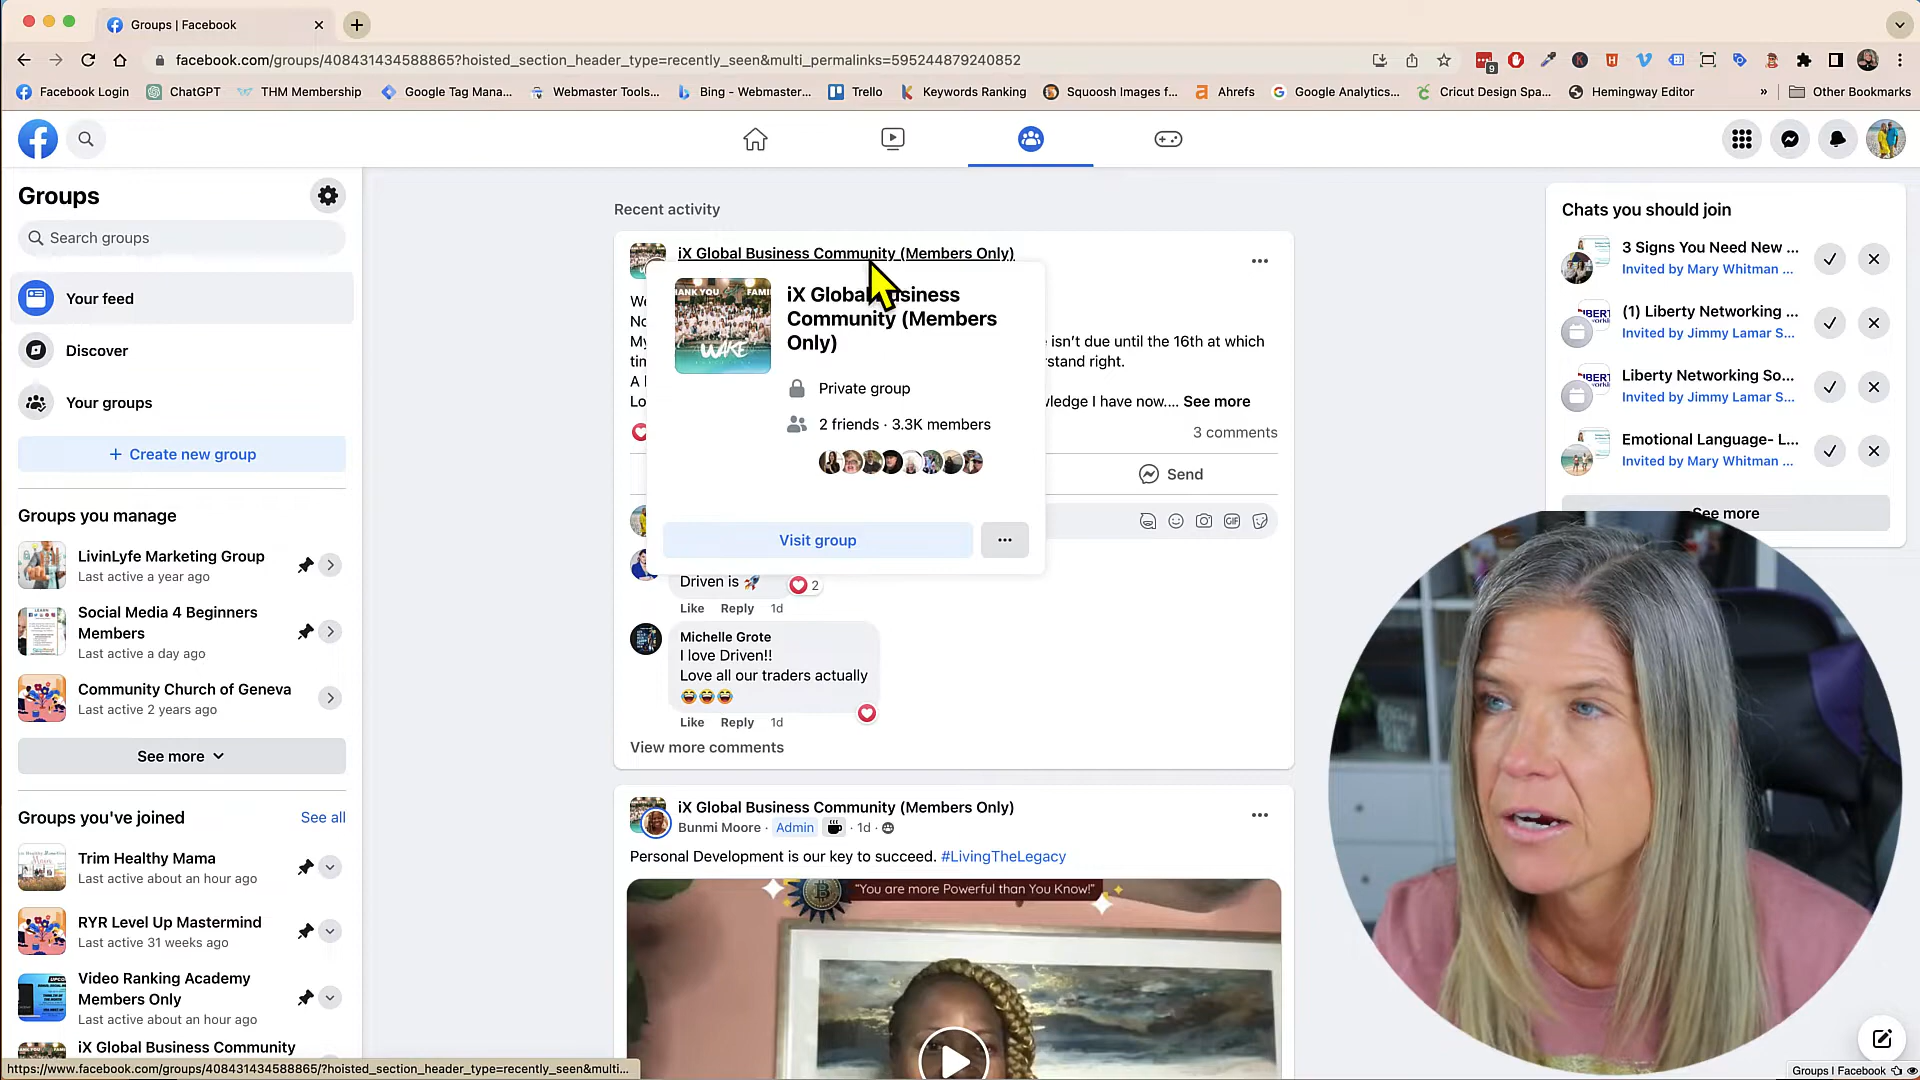 Groups | Facebook
facebook.com/groups/408431434588865?hoisted_section_header_type=recently_seen&multi_permalinks=595244879240852
9
Facebook Login
ChatGPT
THM Membership
Google Tag Mana...
Webmaster Tools...
Bing - Webmaster...
Trello
Keywords Ranking
Squoosh Images f...
Ahrefs
Google Analytics...
Cricut Design Spa...
Hemingway Editor
»
Other Bookmarks
Groups
Search groups
Your feed
Discover
Your groups
+ Create new group
Groups you manage
LivinLyfe Marketing Group
Last active a year ago
Social Media 4 Beginners
Members
Last active a day ago
Community Church of Geneva
Last active 2 years ago
See more
Groups you've joined
See all
Trim Healthy Mama
Last active about an hour ago
RYR Level Up Mastermind
Last active 31 weeks ago
Video Ranking Academy
Members Only
Last active about an hour ago
iX Global Business Community
https://www.facebook.com/groups/408431434588865/?hoisted_section_header_type=recently_seen&multi...
Recent activity
iX Global Business Community (Members Only)
We
No
My
isn't due until the 16th at which
tim
stand right.
A l
Lo
wledge I have now.... See more
3 comments
Send
THANK YOU
FAMI
WAKE
iX Global Business
Community (Members
Only)
Private group
2 friends · 3.3K members
Visit group
GIF
Driven is 🚀
2
Like Reply 1d
Michelle Grote
I love Driven!!
Love all our traders actually
😂😂😂
Like Reply 1d
View more comments
iX Global Business Community (Members Only)
Bunmi Moore · Admin · 1d ·
Personal Development is our key to succeed. #LivingTheLegacy
"You are more Powerful than You Know!"
Chats you should join
3 Signs You Need New ...
Invited by Mary Whitman ...
(1) Liberty Networking ...
Invited by Jimmy Lamar S...
Liberty Networking So...
Invited by Jimmy Lamar S...
Emotional Language- L...
Invited by Mary Whitman ...
See more
Groups | Facebook